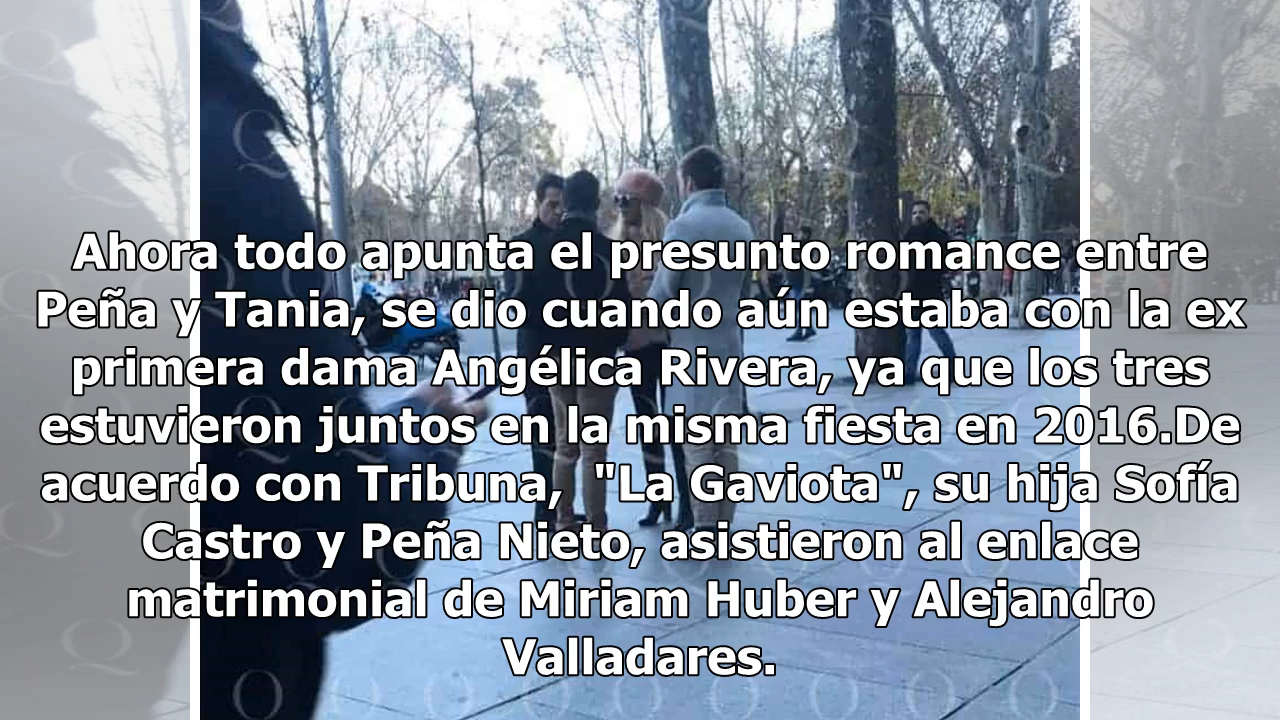 Ahora todo apunta el presunto romance entre
Peña y Tania, se dio cuando aún estaba con la ex
primera dama Angélica Rivera, ya que los tres
estuvieron juntos en la misma fiesta en 2016.De
acuerdo con Tribuna,  "La Gaviota", su hija Sofía
Castro y Peña Nieto, asistieron al enlace
matrimonial de Miriam Huber y Alejandro
Valladares.